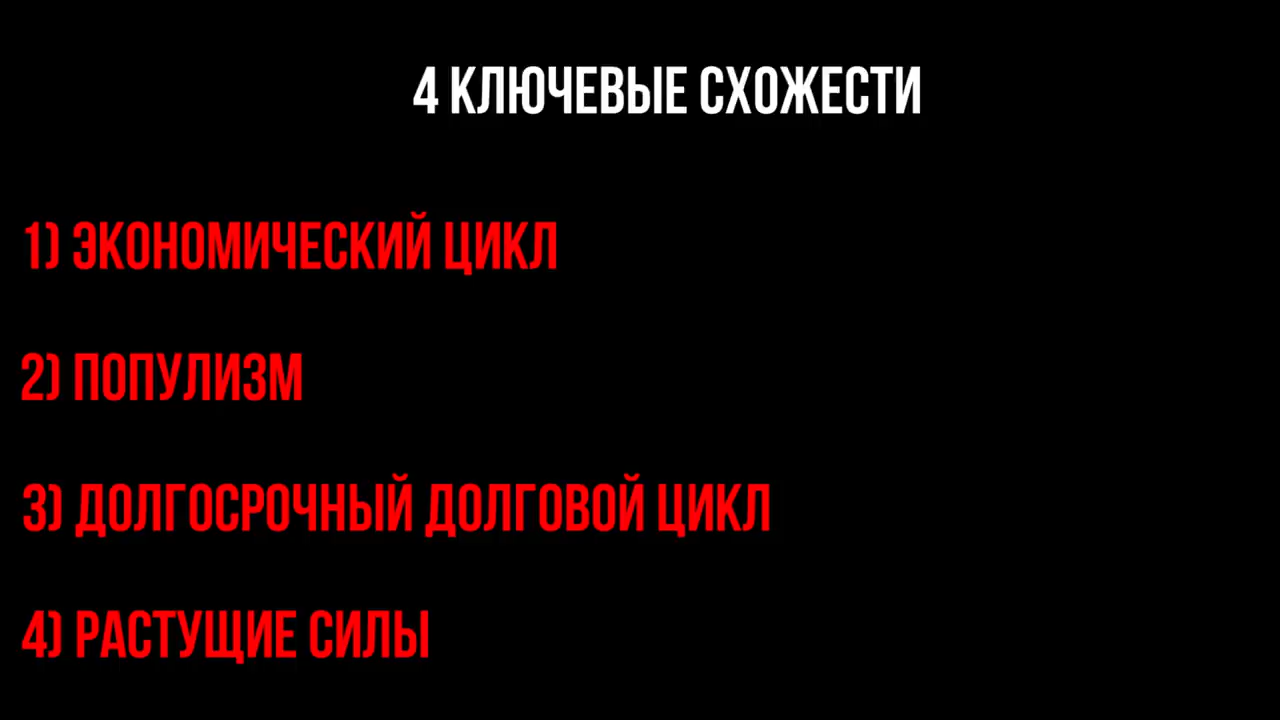 4 КЛЮЧЕВЫЕ СХОЖЕСТИ
1) ЭКОНОМИЧЕСКИЙ ЦИКЛ
2) ПОПУЛИЗМ
3) ДОЛГОСРОЧНЫЙ ДОЛГОВОЙ ЦИКЛ
4) РАСТУЩИЕ СИЛЫ